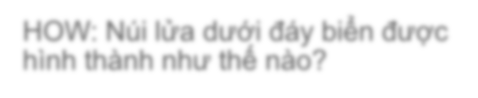 HOW: Núi lửa dưới đáy biển được
hình thành như thế nào?